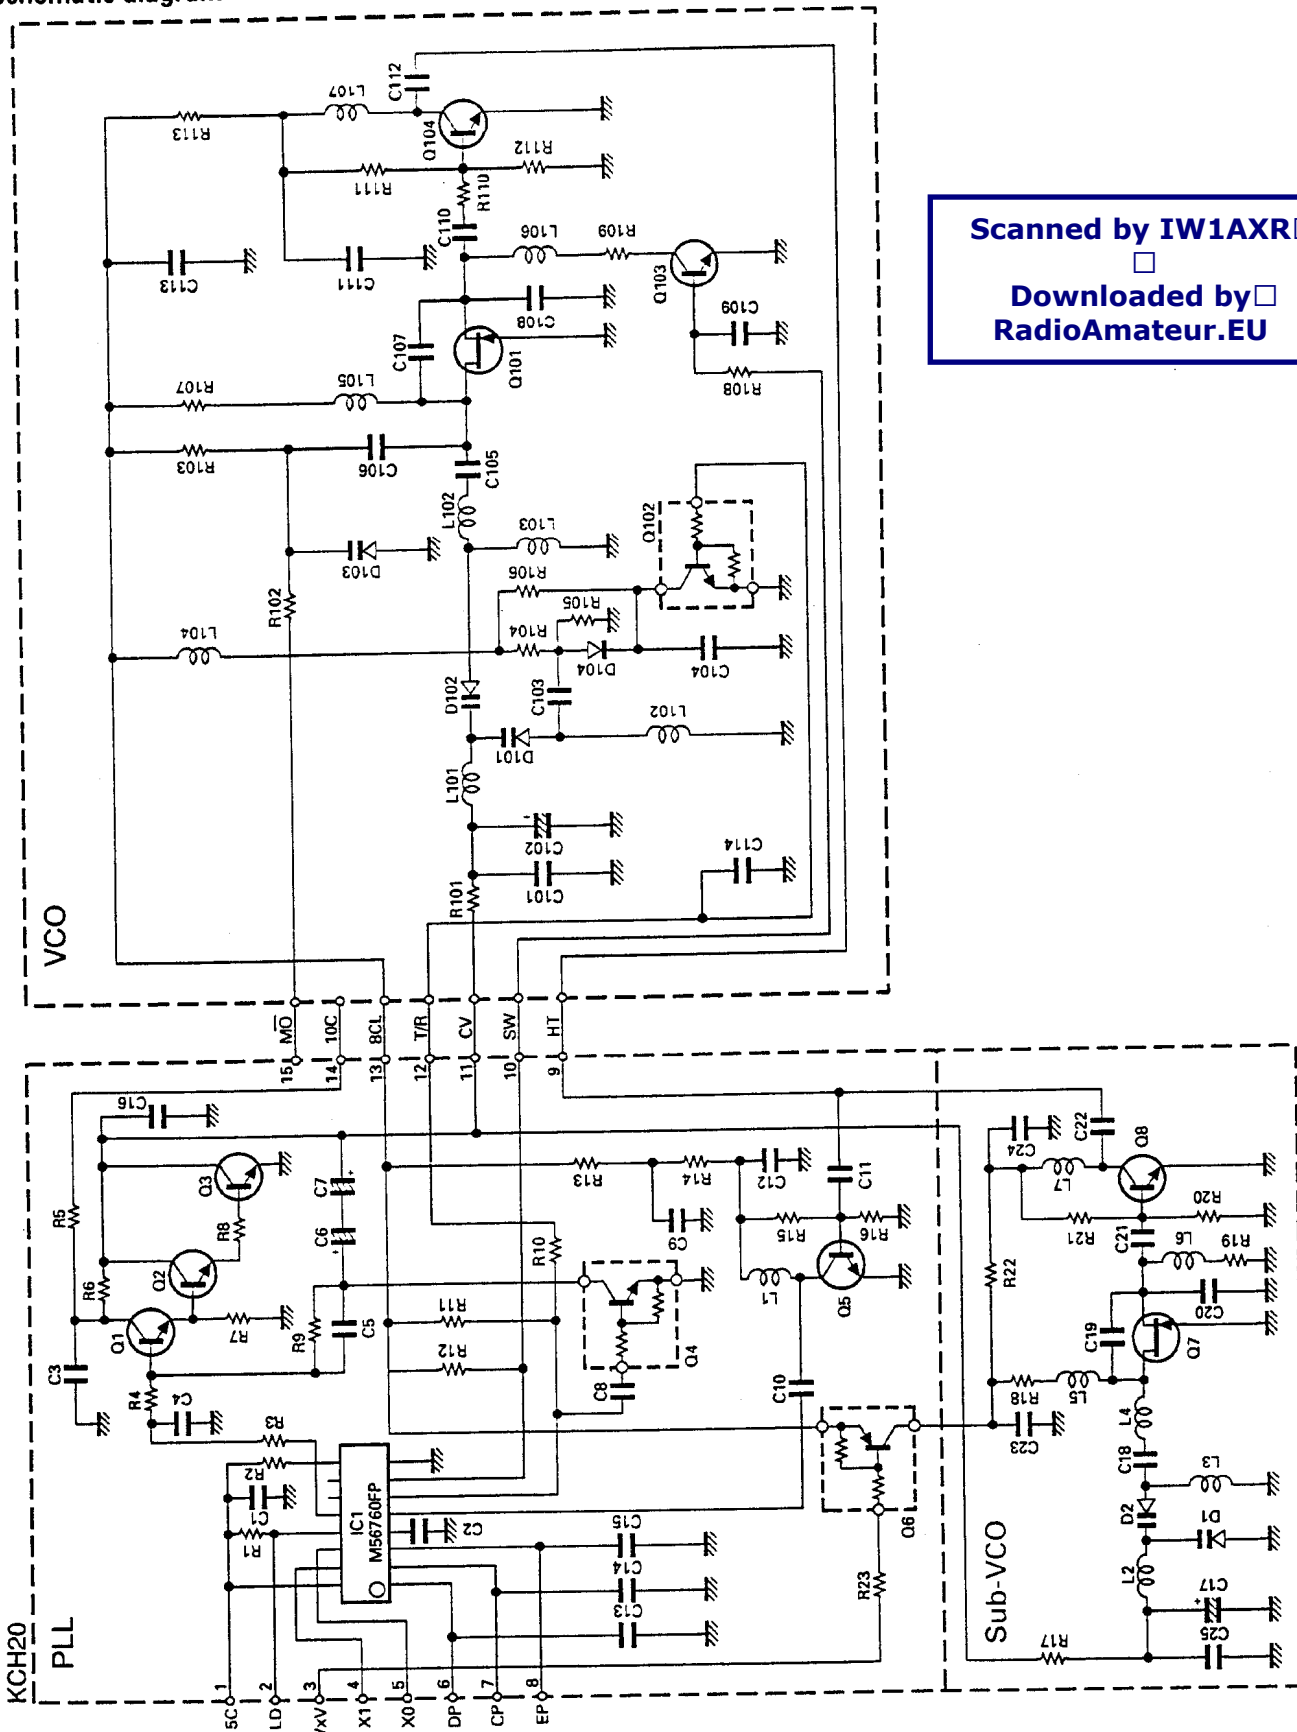 Scanned by IW1AXR
Downloaded by
RadioAmateur.EU
VCO
R113
L107
C112
Q104
R111
R112
R110
C110
C113
C111
L106
R109
Q103
C108
C107
Q101
C109
R108
R107
L105
R103
C106
C105
L102
L103
Q102
D103
R102
R106
R105
R104
L104
D104
C104
D102
C103
D101
L102
L101
C102
C101
R101
C114
MO
10C
8CL
T/R
CV
SW
HT
15
14
13
12
11
10
9
KCH20
PLL
C16
R5
Q3
R8
C7
C6
R6
Q2
Q1
R7
R9
C5
C3
R4
C4
R3
R2
C1
R1
IC1
M56760FP
C2
R10
R11
R12
C8
Q4
R13
R14
C9
C12
C11
R15
R16
L1
Q5
C10
Q6
R23
C15
C14
C13
1
2
3
4
5
6
7
8
5C
LD
X1
X0
DP
CP
EP
Sub-VCO
C24
C22
L7
Q8
R21
R20
C21
L6
R19
R22
C19
C20
Q7
R18
L5
C23
L4
C18
L3
D2
D1
L2
C17
C25
R17